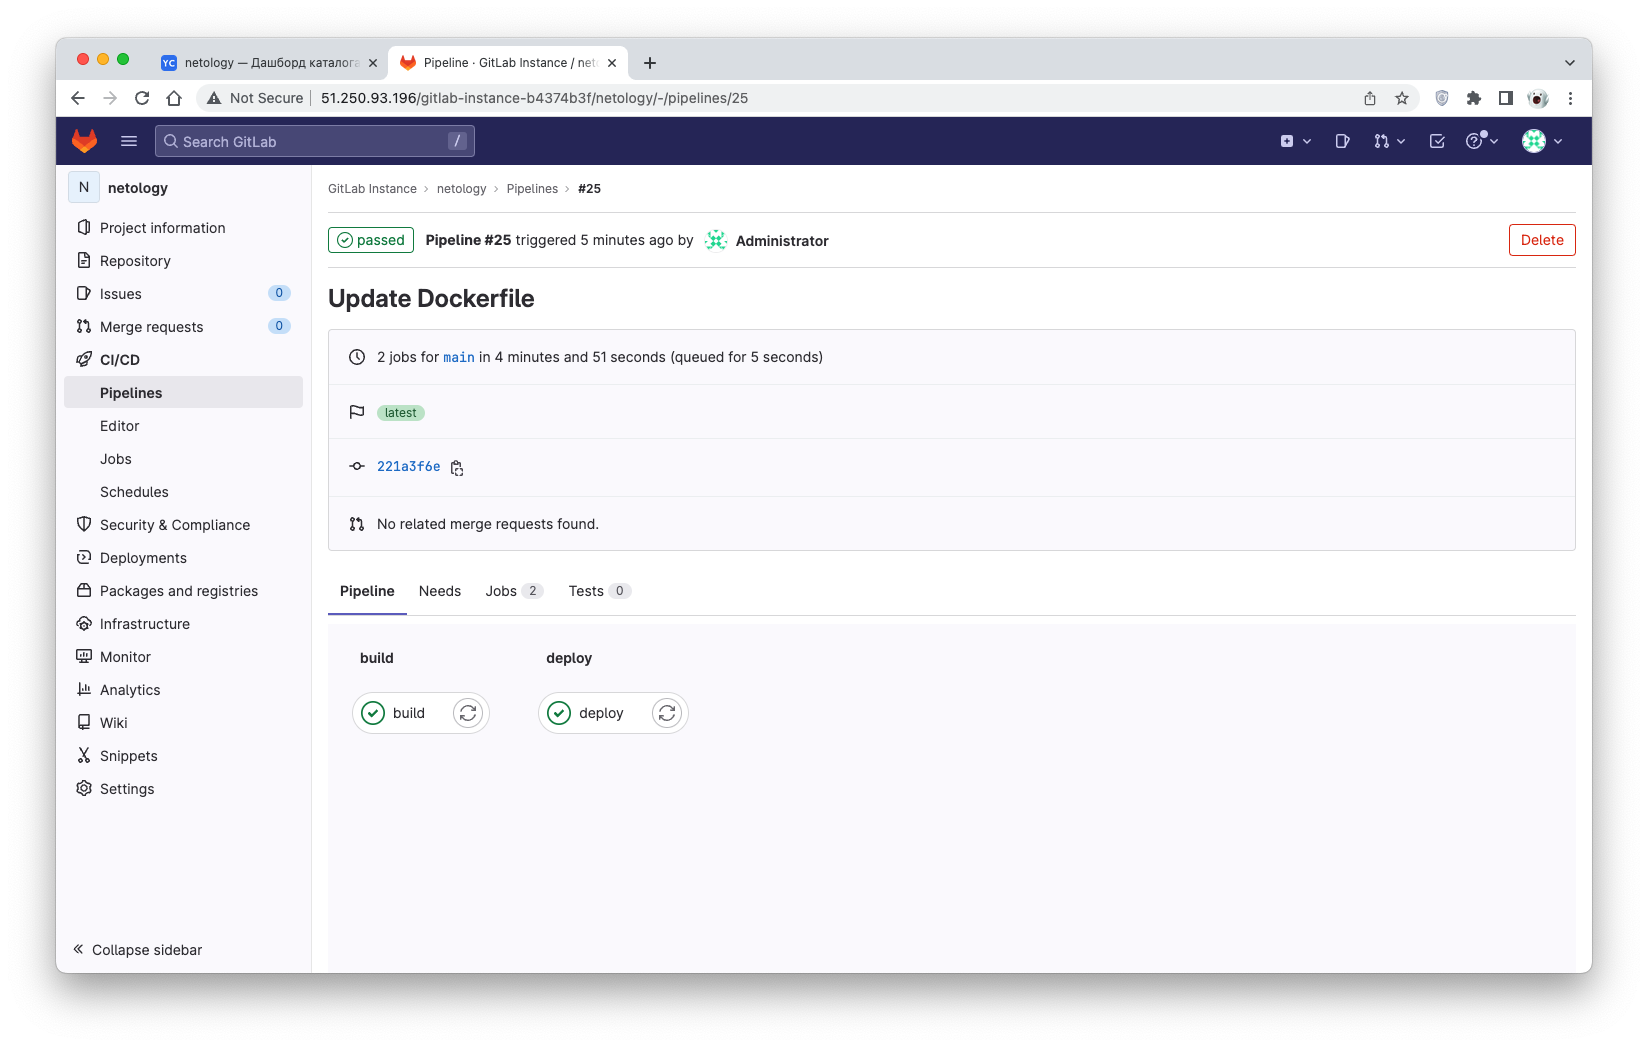 YC netology — Дашборд каталога
Pipeline · GitLab Instance / net
Not Secure 51.250.93.196/gitlab-instance-b4374b3f/netology/-/pipelines/25
Search GitLab /
N netology
Project information
Repository
Issues 0
Merge requests 0
CI/CD
Pipelines
Editor
Jobs
Schedules
Security & Compliance
Deployments
Packages and registries
Infrastructure
Monitor
Analytics
Wiki
Snippets
Settings
Collapse sidebar
GitLab Instance › netology › Pipelines › #25
passed Pipeline #25 triggered 5 minutes ago by Administrator
Delete
Update Dockerfile
2 jobs for main in 4 minutes and 51 seconds (queued for 5 seconds)
latest
221a3f6e
No related merge requests found.
Pipeline Needs Jobs 2 Tests 0
build deploy
build deploy